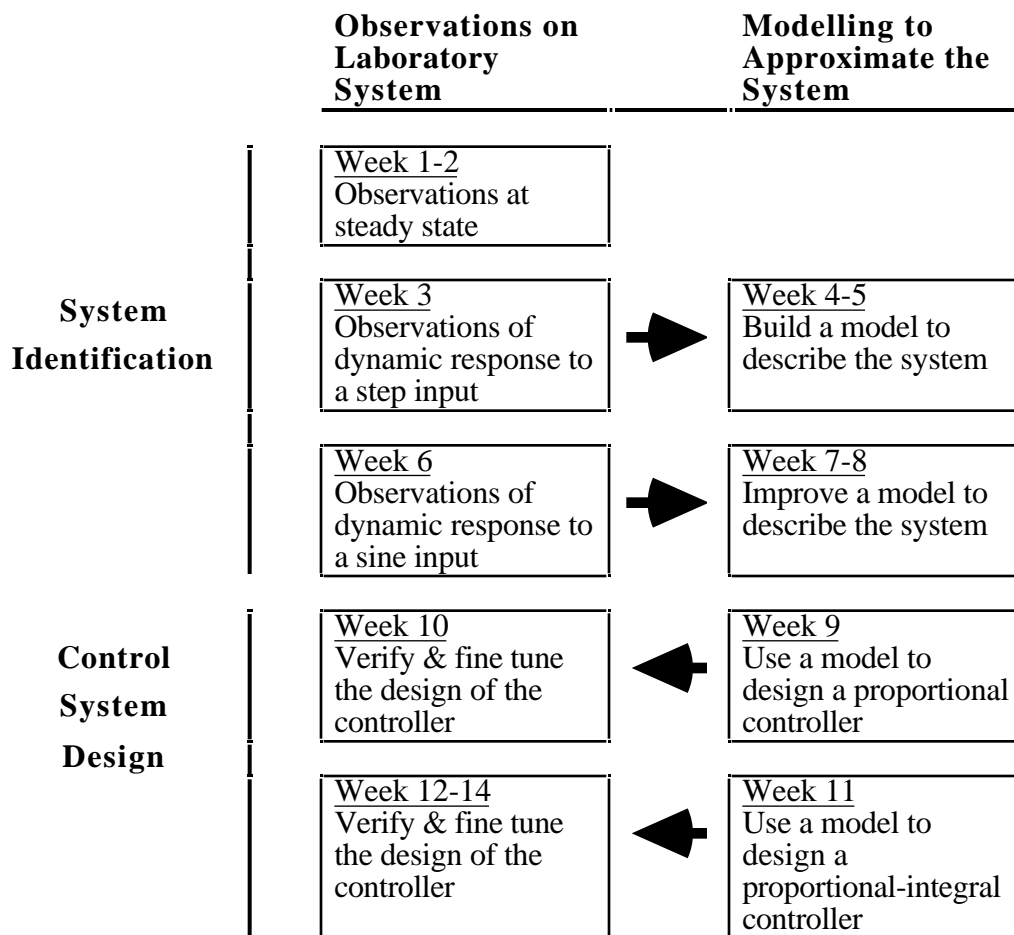 Observations on
Laboratory
System
Modelling to
Approximate the
System
System
Identification
Week 1-2
Observations at
steady state
Week 3
Observations of
dynamic response to
a step input
Week 4-5
Build a model to
describe the system
Week 6
Observations of
dynamic response to
a sine input
Week 7-8
Improve a model to
describe the system
Control
System
Design
Week 10
Verify & fine tune
the design of the
controller
Week 9
Use a model to
design a proportional
controller
Week 12-14
Verify & fine tune
the design of the
controller
Week 11
Use a model to
design a
proportional-integral
controller